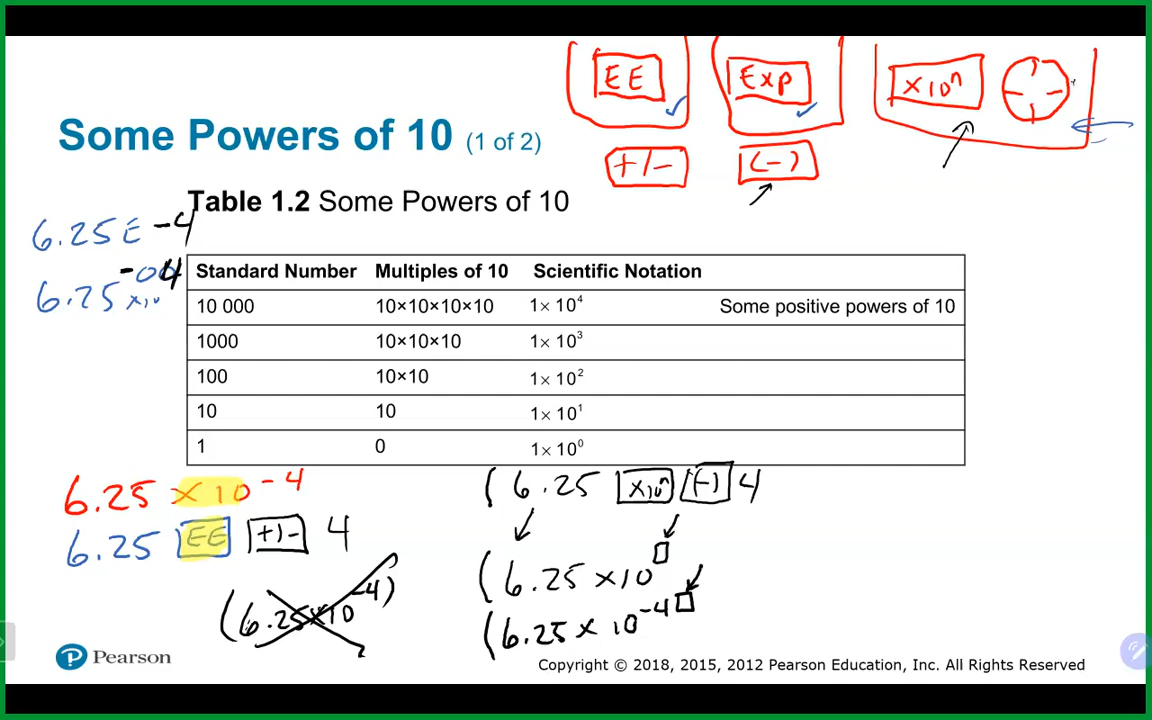 EE Exp x10ⁿ
Some Powers of 10 (1 of 2)
+/- (-)
Table 1.2 Some Powers of 10
6.25 E -4
6.25 x10 -004
Standard Number Multiples of 10 Scientific Notation
10 000 10×10×10×10 1× 10⁴ Some positive powers of 10
1000 10×10×10 1× 10³
100 10×10 1× 10²
10 10 1× 10¹
1 0 1× 10⁰
6.25 x10⁻⁴
(6.25 x10ⁿ (-) 4
6.25 EE +/- 4
(6.25 x10□
(6.25x10⁻⁴)
(6.25 x 10⁻⁴□
Pearson
Copyright © 2018, 2015, 2012 Pearson Education, Inc. All Rights Reserved